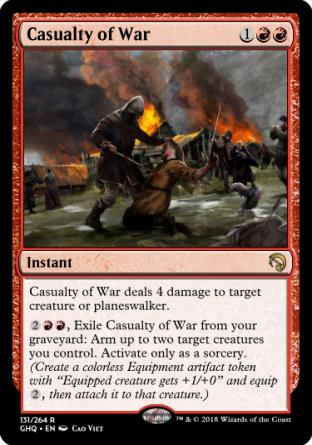 Casualty of War 1
Instant
Casualty of War deals 4 damage to target
creature or planeswalker.
2, Exile Casualty of War from your
graveyard: Arm up to two target creatures
you control. Activate only as a sorcery.
(Create a colorless Equipment artifact token
with “Equipped creature gets +1/+0” and equip
2, then attach it to that creature.)
131/264 R
GHQ • EN Cao Viet
™ & © 2018 Wizards of the Coast